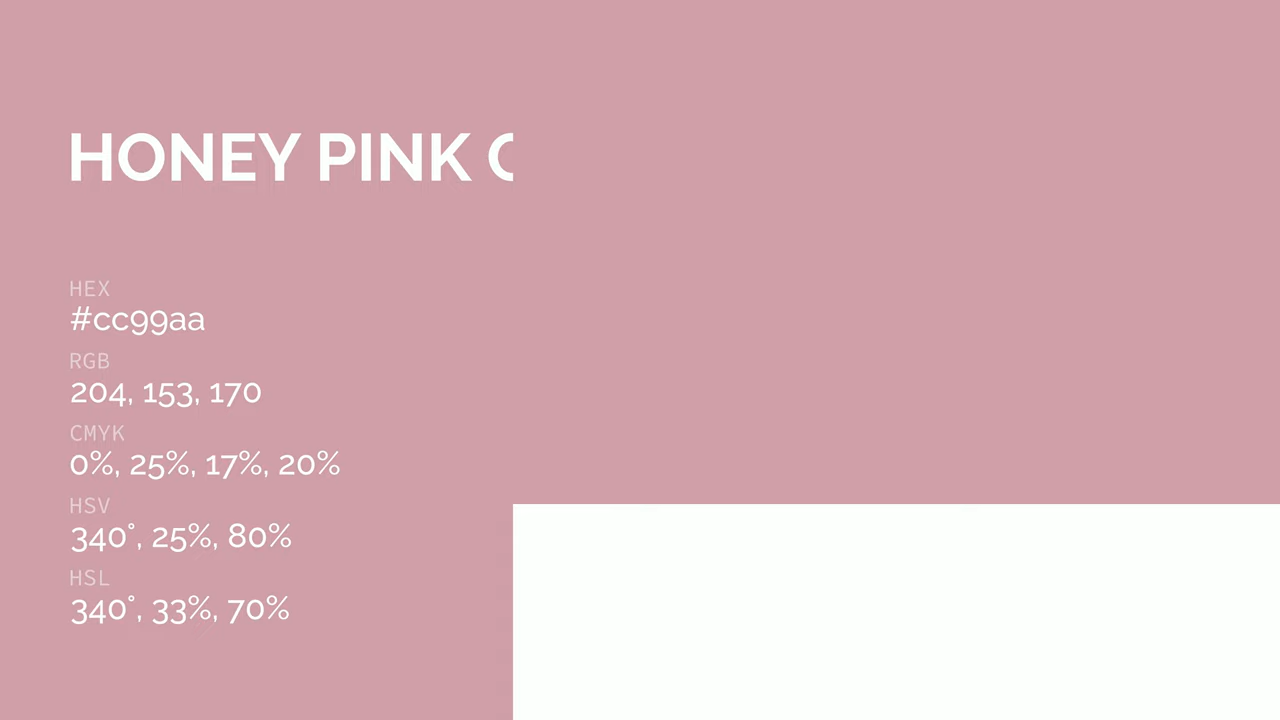 HONEY PINK
HEX
#cc99aa
RGB
204, 153, 170
CMYK
0%, 25%, 17%, 20%
HSV
340°, 25%, 80%
HSL
340°, 33%, 70%